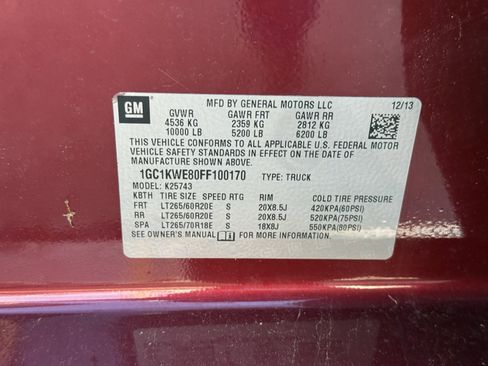 GM
MFD BY GENERAL MOTORS LLC 12/13
GVWR GAWR FRT GAWR RR
4536 KG 2359 KG 2812 KG
10000 LB 5200 LB 6200 LB
THIS VEHICLE CONFORMS TO ALL APPLICABLE U.S. FEDERAL MOTOR
VEHICLE SAFETY STANDARDS IN EFFECT ON THE DATE OF
MANUFACTURE SHOWN ABOVE.
1GC1KWE80FF100170 TYPE: TRUCK
MODEL: K25743
KBTH TIRE SIZE SPEED RTG RIM COLD TIRE PRESSURE
FRT LT265/60R20E S 20X8.5J 420KPA(60PSI)
RR LT265/60R20E S 20X8.5J 520KPA(75PSI)
SPA LT265/70R18E S 18X8J 550KPA(80PSI)
SEE OWNER'S MANUAL FOR MORE INFORMATION.